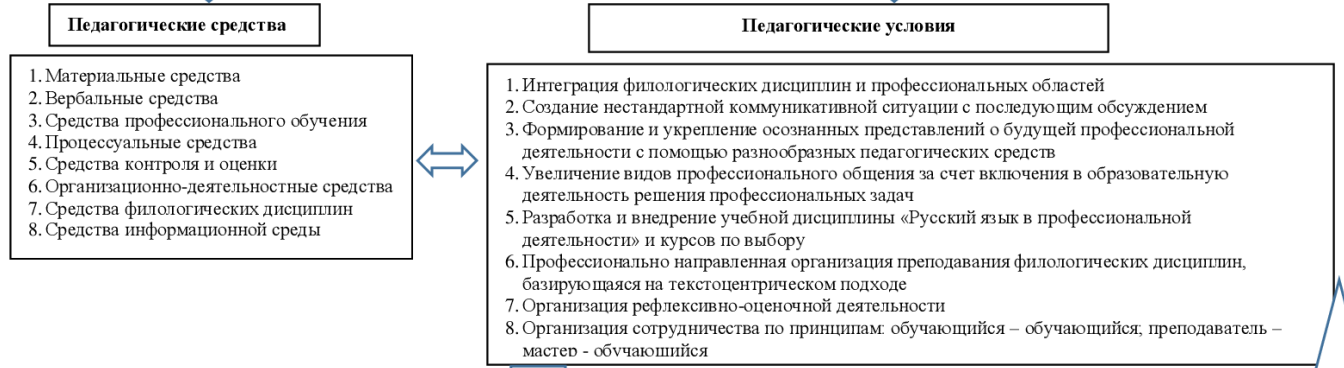 Педагогические средства
1. Материальные средства
2. Вербальные средства
3. Средства профессионального обучения
4. Процессуальные средства
5. Средства контроля и оценки
6. Организационно-деятельностные средства
7. Средства филологических дисциплин
8. Средства информационной среды
Педагогические условия
1. Интеграция филологических дисциплин и профессиональных областей
2. Создание нестандартной коммуникативной ситуации с последующим обсуждением
3. Формирование и укрепление осознанных представлений о будущей профессиональной
деятельности с помощью разнообразных педагогических средств
4. Увеличение видов профессионального общения за счет включения в образовательную
деятельность решения профессиональных задач
5. Разработка и внедрение учебной дисциплины «Русский язык в профессиональной
деятельности» и курсов по выбору
6. Профессионально направленная организация преподавания филологических дисциплин,
базирующаяся на текстоцентрическом подходе
7. Организация рефлексивно-оценочной деятельности
8. Организация сотрудничества по принципам: обучающийся – обучающийся; преподаватель –
мастер - обучающийся